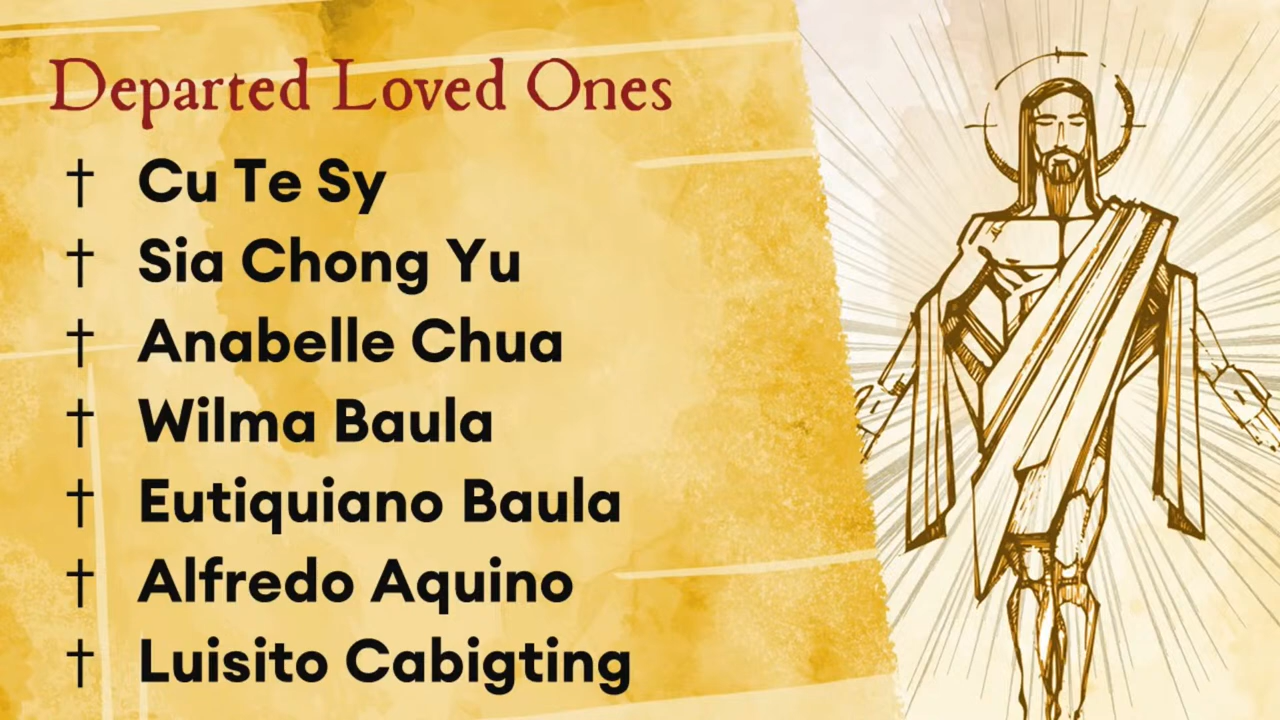 Departed Loved Ones
† Cu Te Sy
† Sia Chong Yu
† Anabelle Chua
† Wilma Baula
† Eutiquiano Baula
† Alfredo Aquino
† Luisito Cabigting